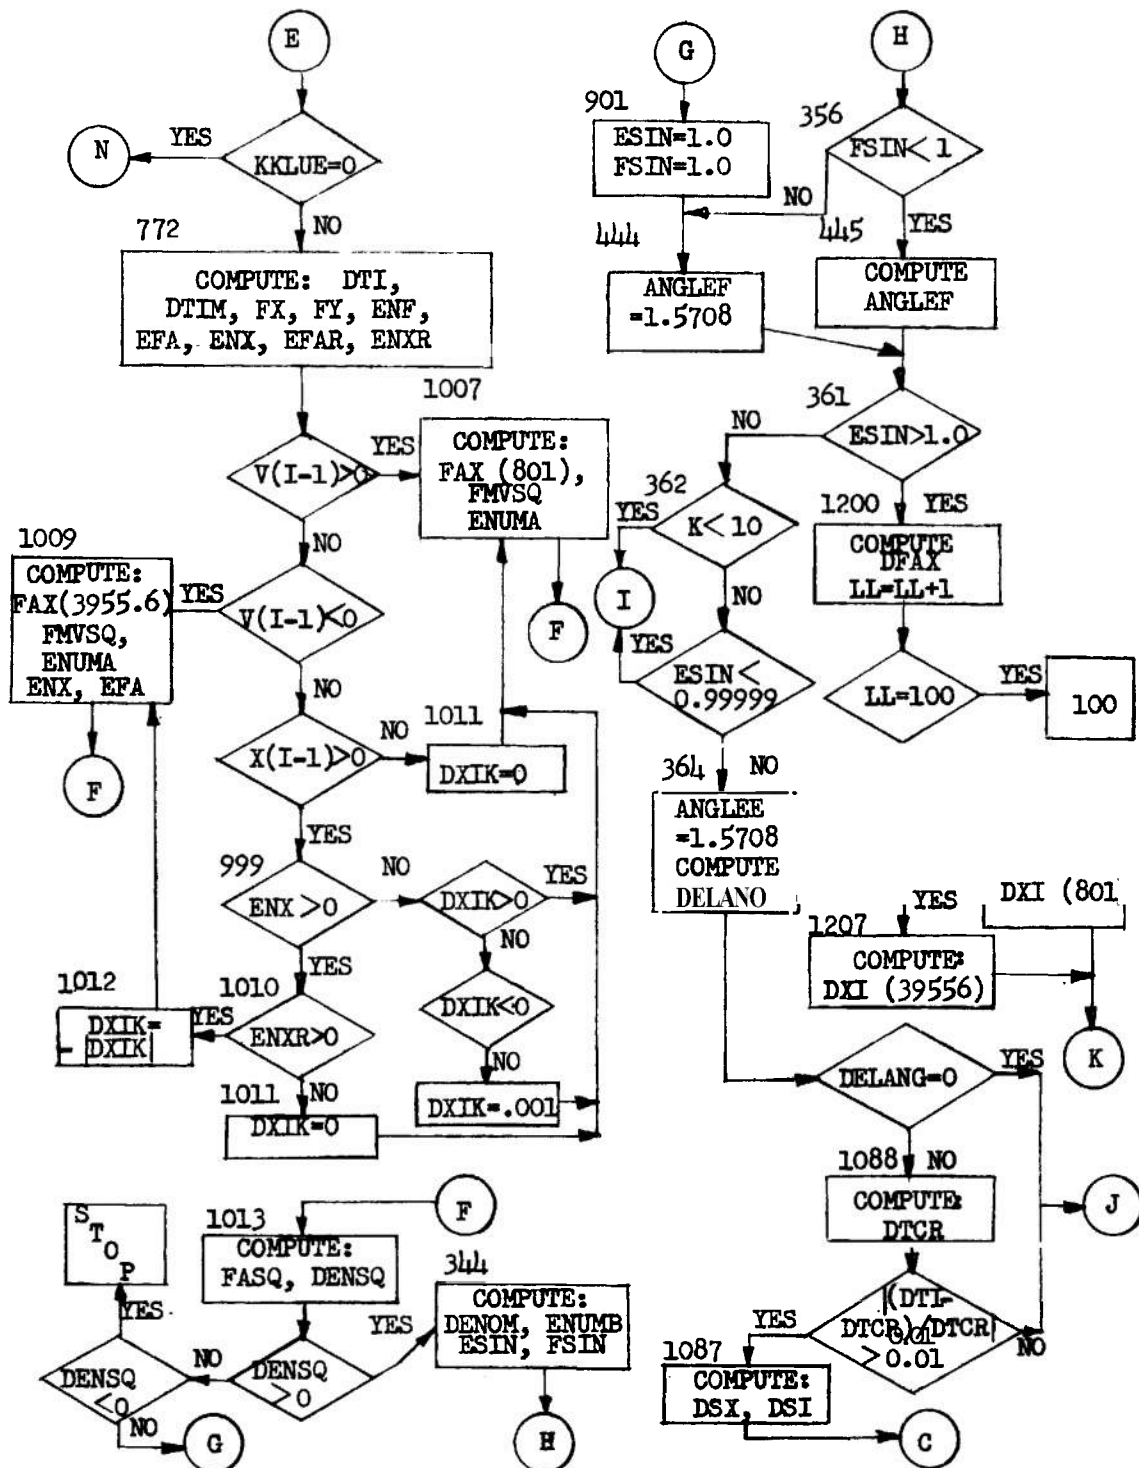 E
KKLUE=0
YES
N
NO
772
COMPUTE: DTI,
DTIM, FX, FY, ENF,
EFA, ENX, EFAR, ENXR
V(I-1)>0
YES
1007
COMPUTE:
FAX (801),
FMVSQ
ENUMA
F
NO
V(I-1)<0
YES
1009
COMPUTE:
FAX(3955.6)
FMVSQ,
ENUMA
ENX, EFA
F
NO
X(I-1)>0
NO
1011
DXIK=0
YES
999
ENX >0
NO
DXIK>0
YES
NO
DXIK<0
NO
DXIK=.001
YES
1010
ENXR>0
YES
1012
DXIK=
-|DXIK|
NO
1011
DXIK=0
F
1013
COMPUTE:
FASQ, DENSQ
DENSQ
>0
YES
344
COMPUTE:
DENOM, ENUMB
ESIN, FSIN
H
NO
DENSQ
<0
YES
S
T
O
P
NO
G
G
901
ESIN=1.0
FSIN=1.0
444
ANGLEF
=1.5708
H
356
FSIN<1
NO
YES
445
COMPUTE
ANGLEF
361
ESIN>1.0
NO
YES
1200
COMPUTE
DFAX
LL=LL+1
LL=100
YES
100
362
K<10
YES
I
NO
ESIN<
0.99999
YES
364
NO
ANGLEE
=1.5708
COMPUTE
DELANO
YES
DXI (801
1207
COMPUTE:
DXI (39556)
K
DELANG=0
YES
1088
NO
COMPUTE:
DTCR
J
|(DTI-
DTCR)/DTCR|
0.01
>0.01
YES
NO
1087
COMPUTE:
DSX, DSI
C